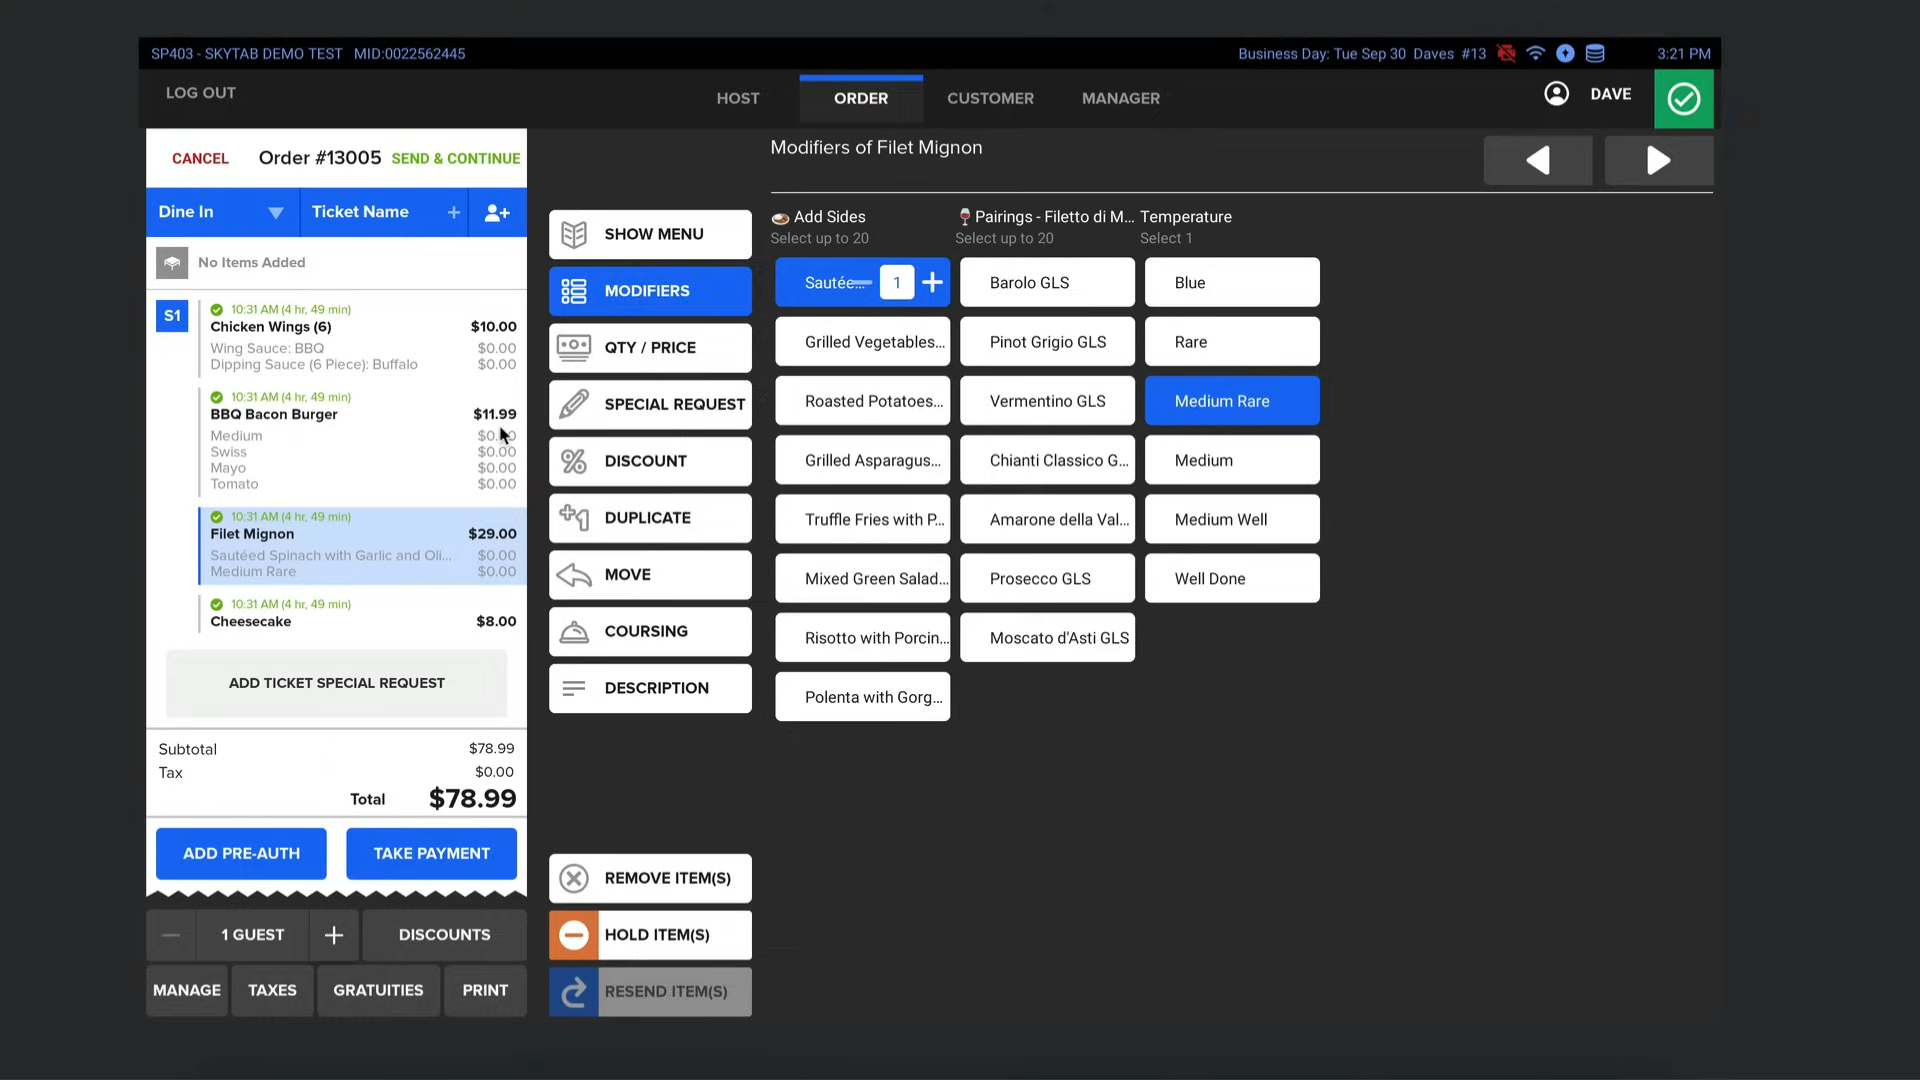 SP403 - SKYTAB DEMO TEST MID:0022562445
Business Day: Tue Sep 30 Daves #13 3:21 PM
LOG OUT
HOST
ORDER
CUSTOMER
MANAGER
DAVE
CANCEL Order #13005 SEND & CONTINUE
Dine In
Ticket Name +
No Items Added
S1
10:31 AM (4 hr, 49 min)
Chicken Wings (6) $10.00
Wing Sauce: BBQ $0.00
Dipping Sauce (6 Piece): Buffalo $0.00
10:31 AM (4 hr, 49 min)
BBQ Bacon Burger $11.99
Medium
Swiss $0.00
Mayo $0.00
Tomato $0.00
10:31 AM (4 hr, 49 min)
Filet Mignon $29.00
Sautéed Spinach with Garlic and Oli... $0.00
Medium Rare $0.00
10:31 AM (4 hr, 49 min)
Cheesecake $8.00
ADD TICKET SPECIAL REQUEST
Subtotal $78.99
Tax $0.00
Total $78.99
ADD PRE-AUTH
TAKE PAYMENT
1 GUEST
+
DISCOUNTS
MANAGE
TAXES
GRATUITIES
PRINT
SHOW MENU
MODIFIERS
QTY / PRICE
SPECIAL REQUEST
DISCOUNT
DUPLICATE
MOVE
COURSING
DESCRIPTION
REMOVE ITEM(S)
HOLD ITEM(S)
RESEND ITEM(S)
Modifiers of Filet Mignon
Add Sides
Select up to 20
Sautée... 1 +
Grilled Vegetables...
Roasted Potatoes...
Grilled Asparagus...
Truffle Fries with P...
Mixed Green Salad...
Risotto with Porcin...
Polenta with Gorg...
Pairings - Filetto di M...
Select up to 20
Barolo GLS
Pinot Grigio GLS
Vermentino GLS
Chianti Classico G...
Amarone della Val...
Prosecco GLS
Moscato d'Asti GLS
Temperature
Select 1
Blue
Rare
Medium Rare
Medium
Medium Well
Well Done